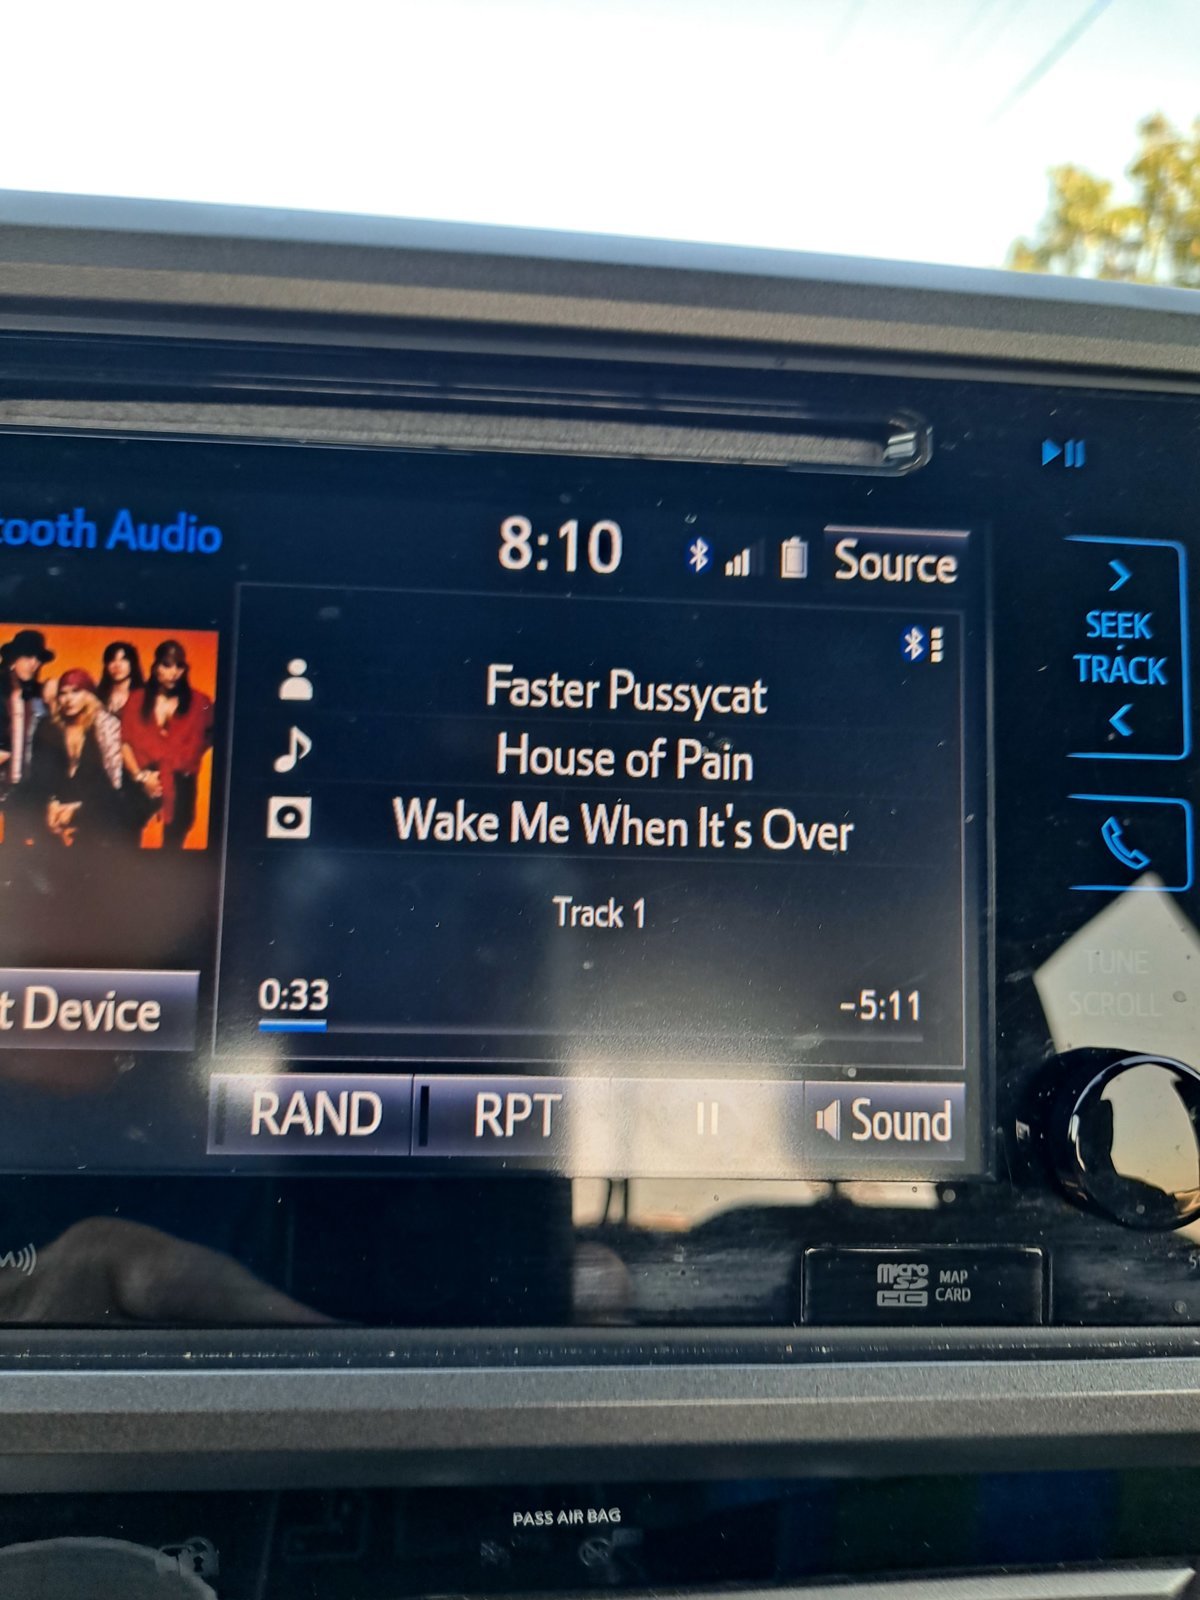 tooth Audio
8:10
Source
SEEK
TRACK
Faster Pussycat
House of Pain
Wake Me When It's Over
Track 1
TUNE
SCROLL
t Device
0:33
-5:11
RAND
RPT
Sound
micro
SD
HC
MAP
CARD
PASS AIR BAG